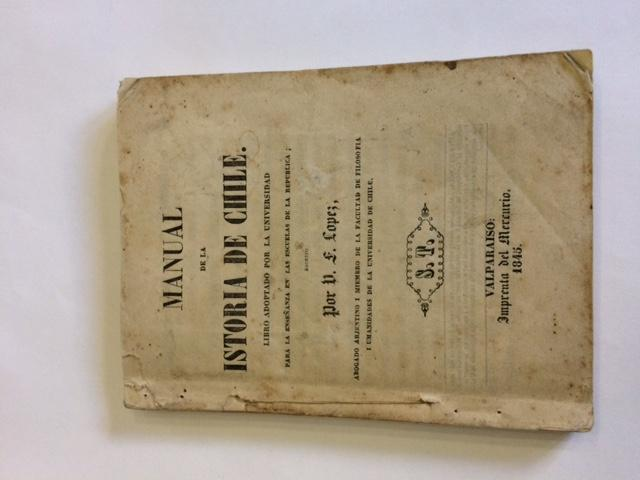 MANUAL
DE LA
ISTORIA DE CHILE.
LIBRO ADOPTADO POR LA UNIVERSIDAD
PARA LA ENSEÑANZA EN LAS ESCUELAS DE LA REPUBLICA;
ESCRITO
Por V. F. Lopez,
ABOGADO ARJENTINO I MIEMBRO DE LA FACULTAD DE FILOSOFIA
I UMANIDADES DE LA UNIVERSIDAD DE CHILE.
S. T.
VALPARAISO:
Imprenta del Mercurio.
1845.